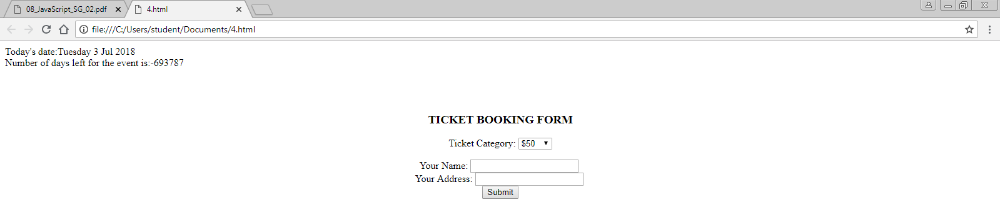 08_JavaScript_SG_02.pdf
4.html
file:///C:/Users/student/Documents/4.html
Today's date:Tuesday 3 Jul 2018
Number of days left for the event is:-693787
TICKET BOOKING FORM
Ticket Category: $50
Your Name:
Your Address:
Submit